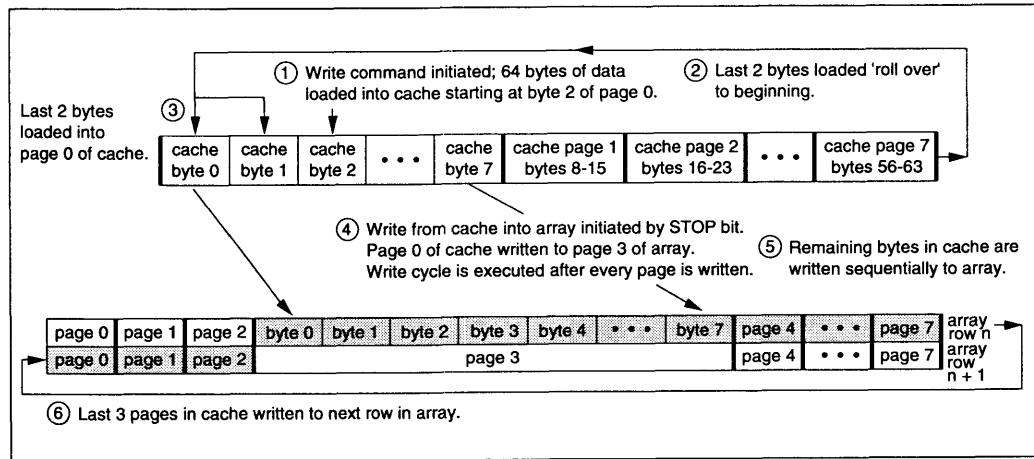 ① Write command initiated; 64 bytes of data
loaded into cache starting at byte 2 of page 0.
② Last 2 bytes loaded 'roll over'
to beginning.
③
Last 2 bytes
loaded into
page 0 of cache.
cache byte 0 cache byte 1 cache byte 2 • • • cache byte 7 cache page 1 bytes 8-15 cache page 2 bytes 16-23 • • • cache page 7 bytes 56-63
④ Write from cache into array initiated by STOP bit.
Page 0 of cache written to page 3 of array.
Write cycle is executed after every page is written.
⑤ Remaining bytes in cache are
written sequentially to array.
page 0 page 1 page 2 byte 0 byte 1 byte 2 byte 3 byte 4 • • • byte 7 page 4 • • • page 7 array row n
page 0 page 1 page 2 page 3 page 4 • • • page 7 array row n + 1
⑥ Last 3 pages in cache written to next row in array.